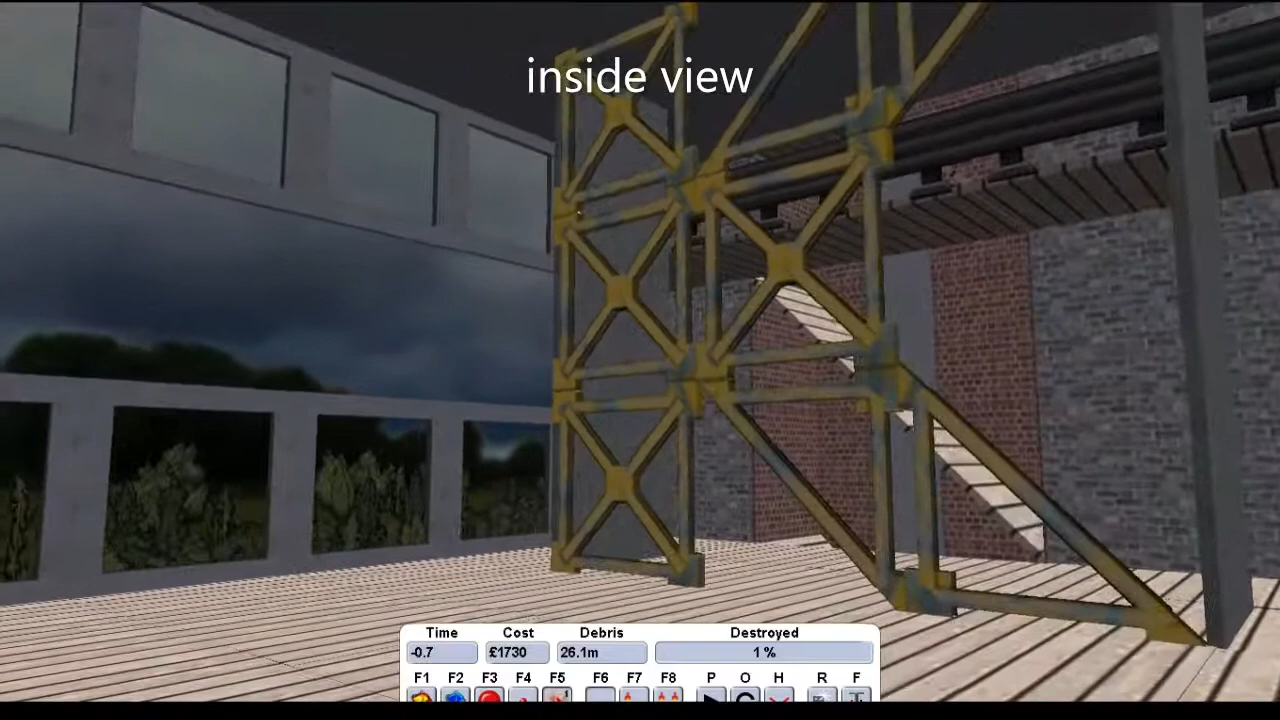 inside view
Time Cost Debris Destroyed
-0.7 £1730 26.1m 1 %
F1 F2 F3 F4 F5 F6 F7 F8 P O H R F